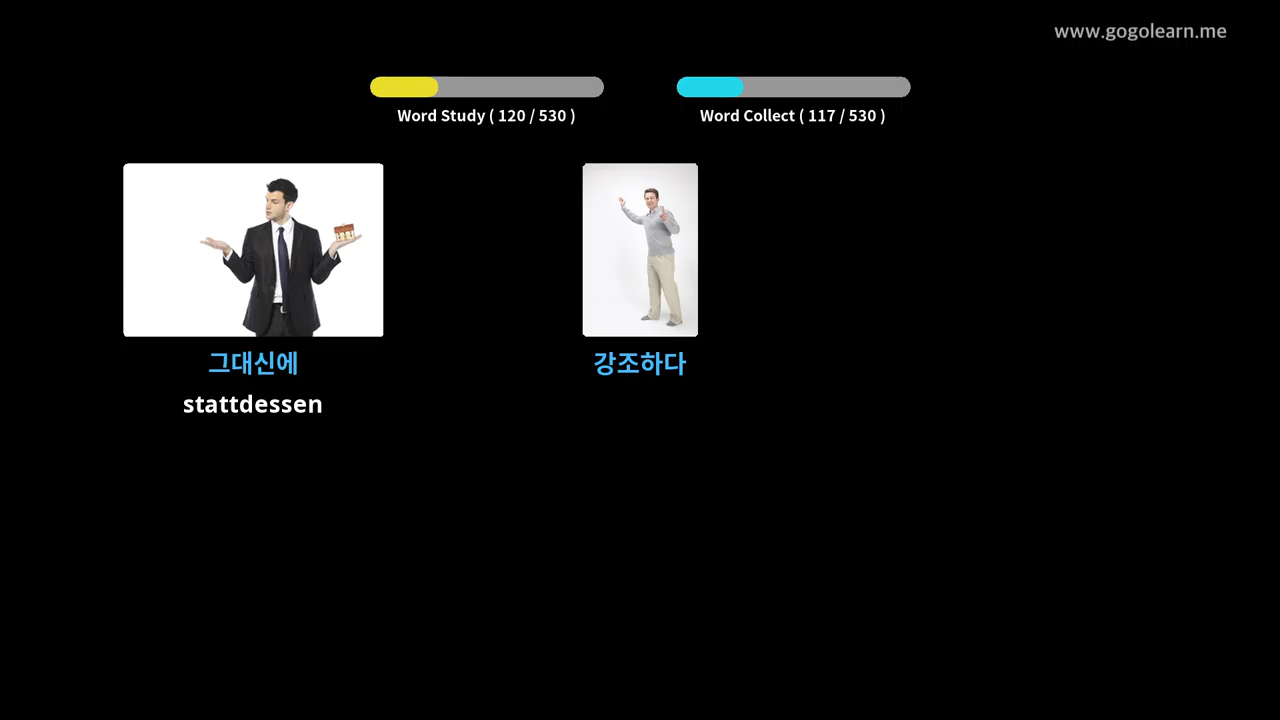 www.gogolearn.me
Word Study ( 120 / 530 )
Word Collect ( 117 / 530 )
그대신에
강조하다
stattdessen